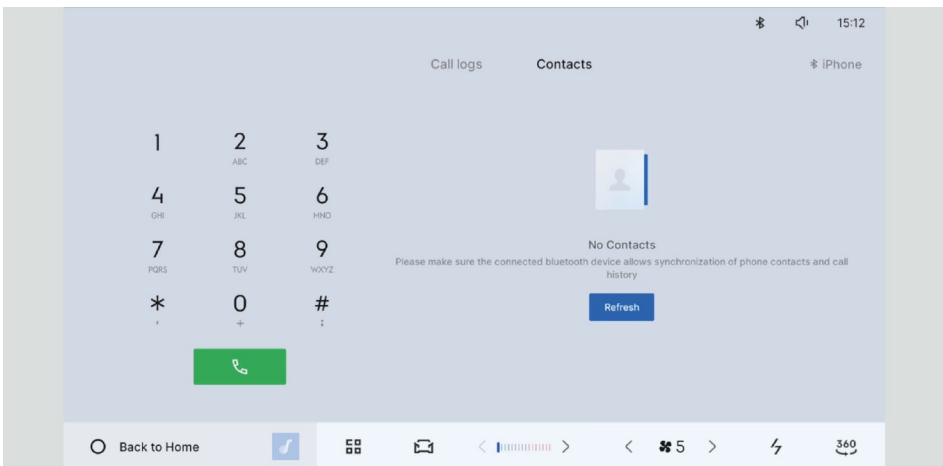 15:12
Call logs
Contacts
iPhone
1
2
3
ABC
DEF
4
5
6
GHI
JKL
MNO
7
8
9
PQRS
TUV
WXYZ
*
0
#
,
+
;
No Contacts
Please make sure the connected bluetooth device allows synchronization of phone contacts and call
history
Refresh
Back to Home
5
360